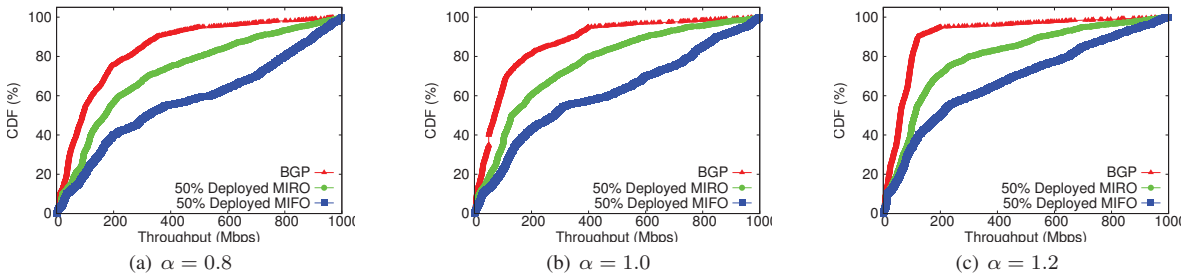 100
80
60
40
20
0
CDF (%)
BGP
50% Deployed MIRO
50% Deployed MIFO
0 200 400 600 800 1000
Throughput (Mbps)
(a) α = 0.8
100
80
60
40
20
0
CDF (%)
BGP
50% Deployed MIRO
50% Deployed MIFO
0 200 400 600 800 1000
Throughput (Mbps)
(b) α = 1.0
100
80
60
40
20
0
CDF (%)
BGP
50% Deployed MIRO
50% Deployed MIFO
0 200 400 600 800 1000
Throughput (Mbps)
(c) α = 1.2